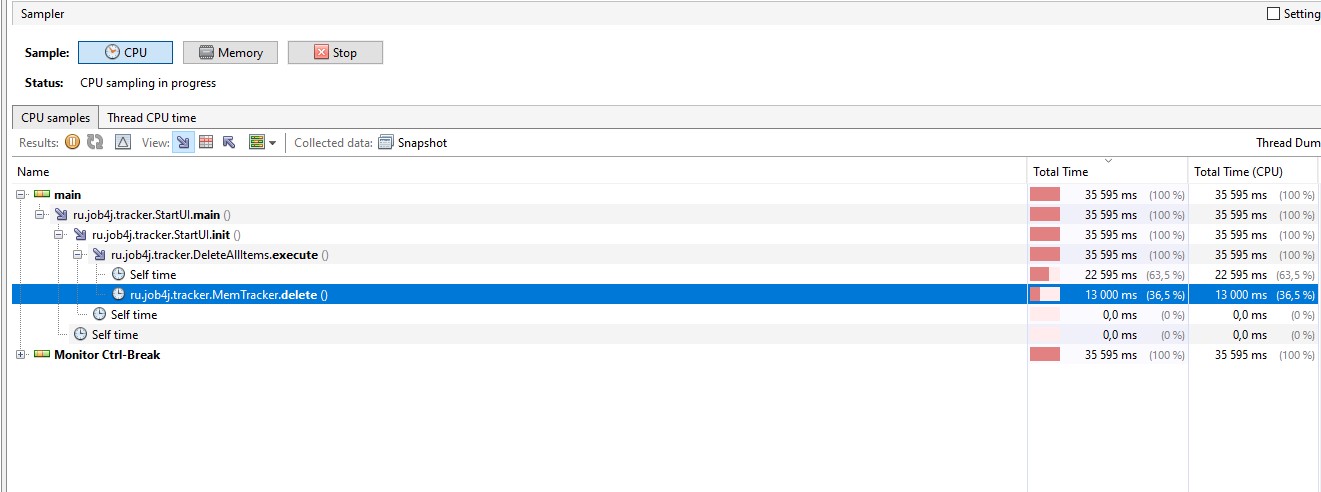 Sampler
Setting
Sample: CPU Memory Stop
Status: CPU sampling in progress
CPU samples Thread CPU time
Results: View: Collected data: Snapshot Thread Dum
Name Total Time Total Time (CPU)
main 35 595 ms (100 %) 35 595 ms (100 %)
ru.job4j.tracker.StartUI.main () 35 595 ms (100 %) 35 595 ms (100 %)
ru.job4j.tracker.StartUI.init () 35 595 ms (100 %) 35 595 ms (100 %)
ru.job4j.tracker.DeleteAllItems.execute () 35 595 ms (100 %) 35 595 ms (100 %)
Self time 22 595 ms (63,5 %) 22 595 ms (63,5 %)
ru.job4j.tracker.MemTracker.delete () 13 000 ms (36,5 %) 13 000 ms (36,5 %)
Self time 0,0 ms (0 %) 0,0 ms (0 %)
Self time 0,0 ms (0 %) 0,0 ms (0 %)
Monitor Ctrl-Break 35 595 ms (100 %) 35 595 ms (100 %)